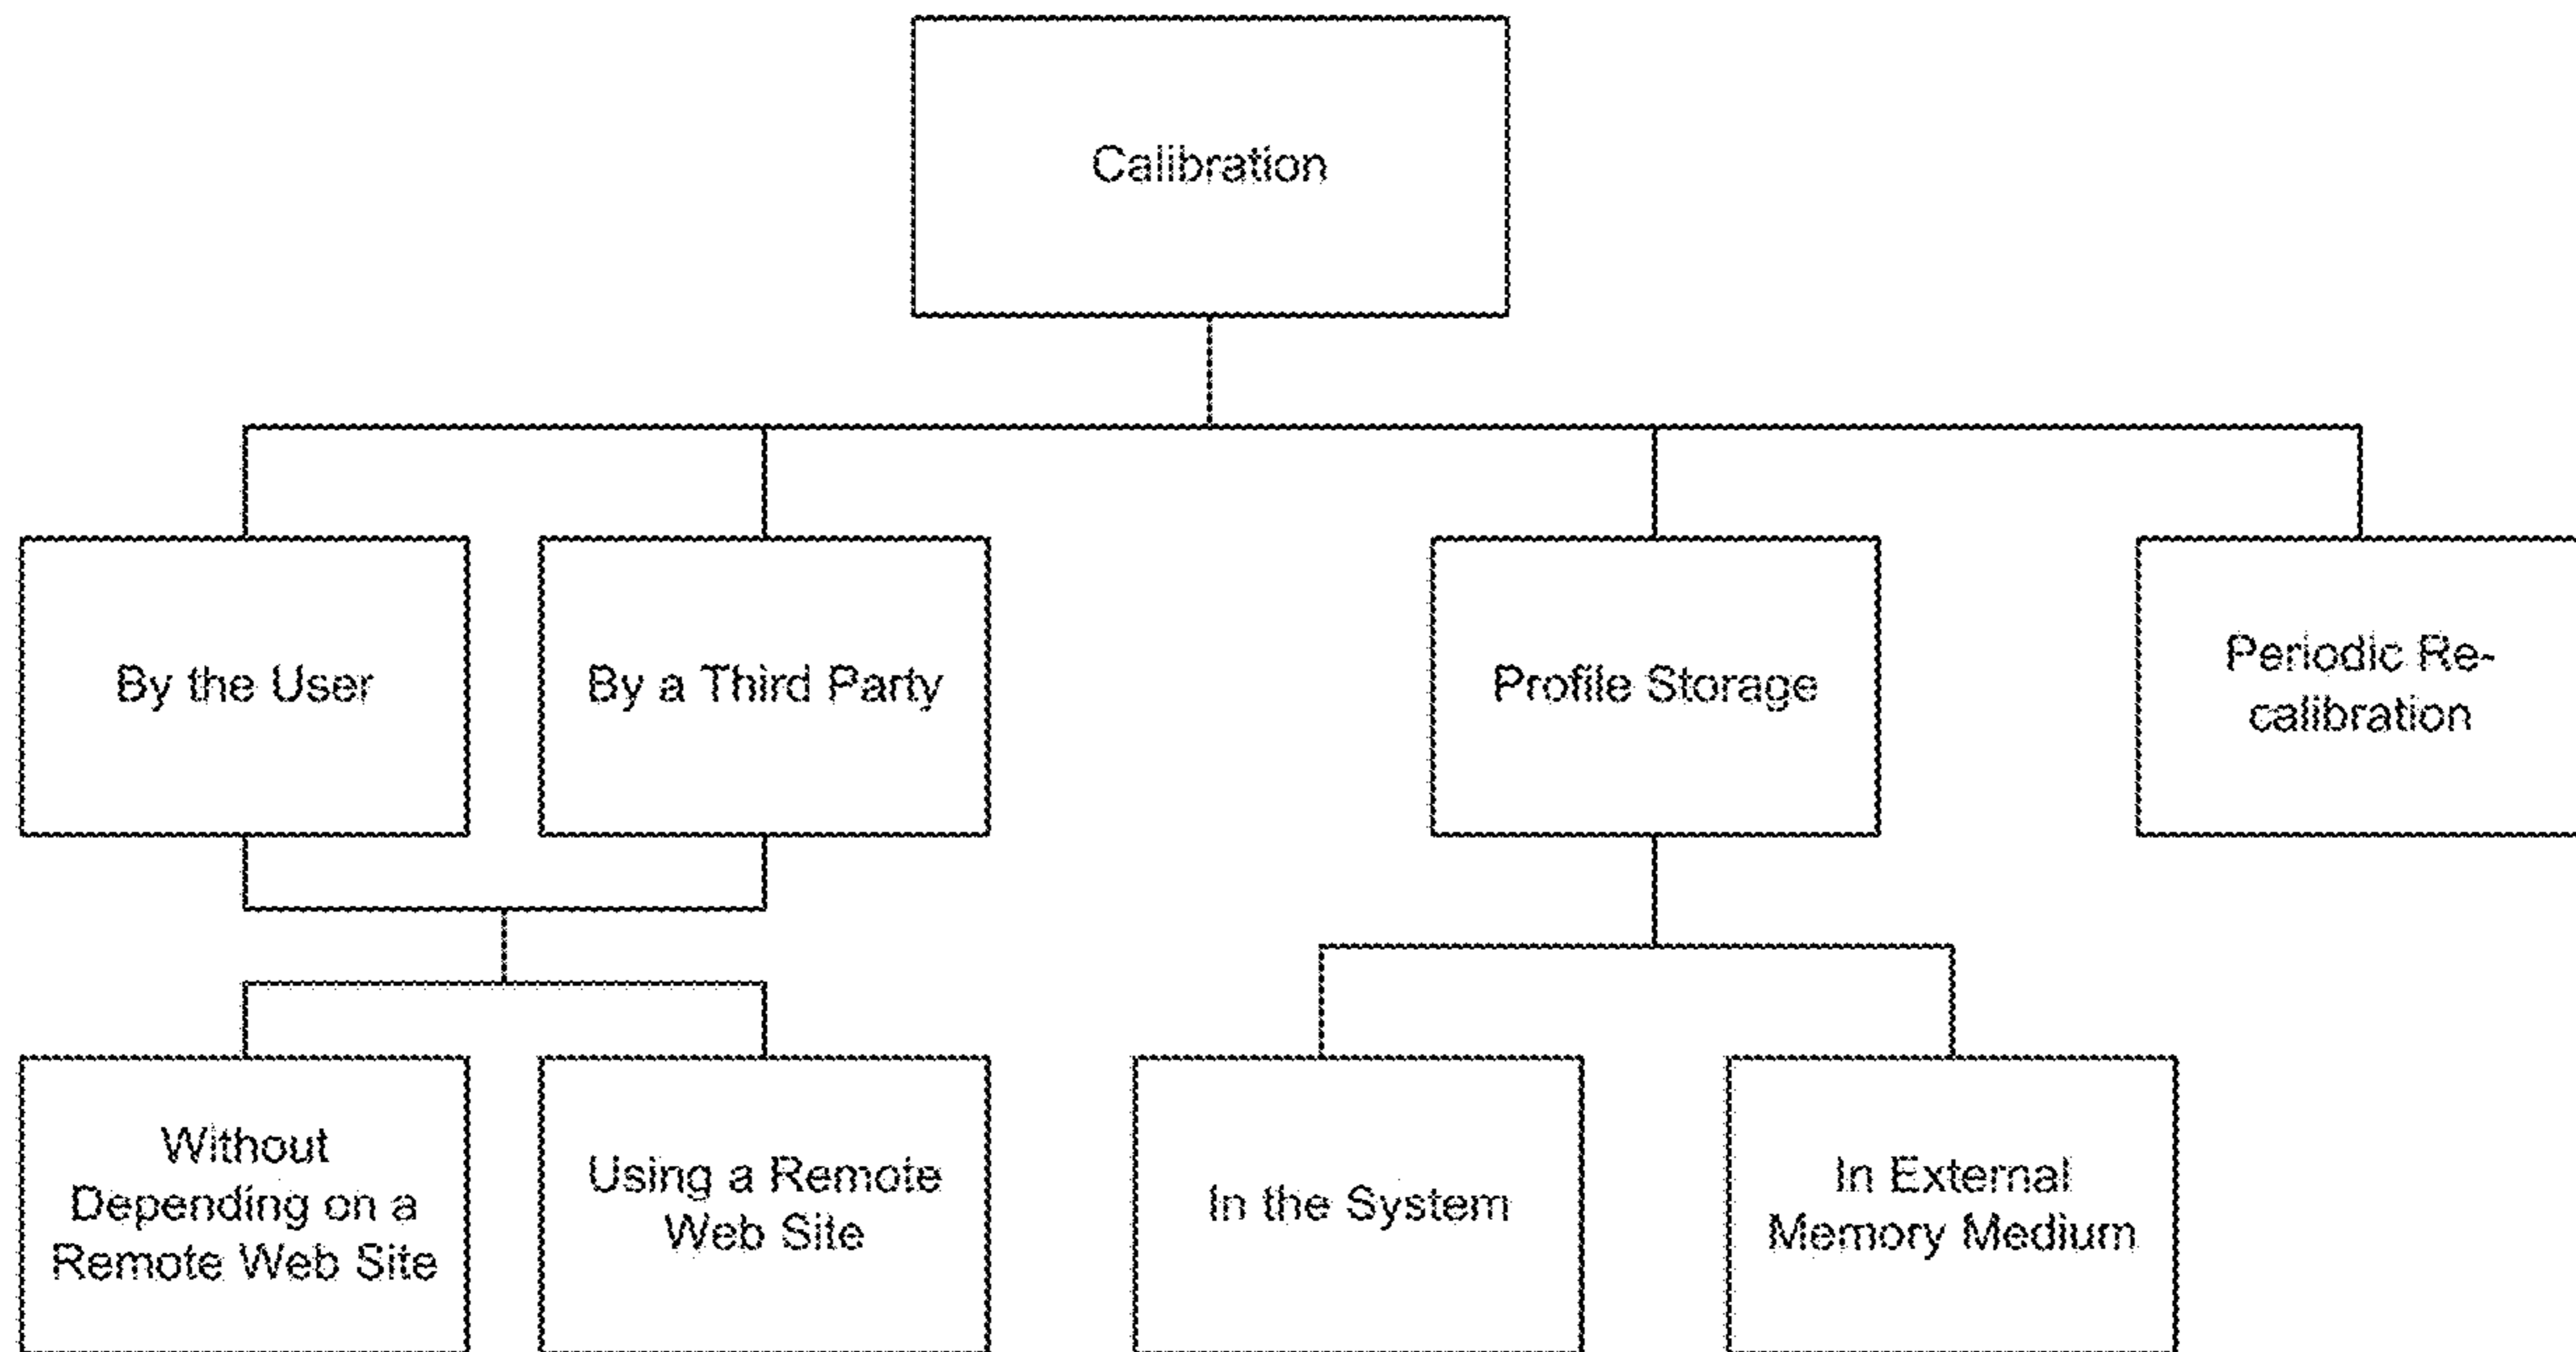 Calibration
By the User
By a Third Party
Profile Storage
Periodic Re-
calibration
Without
Depending on a
Remote Web Site
Using a Remote
Web Site
In the System
In External
Memory Medium